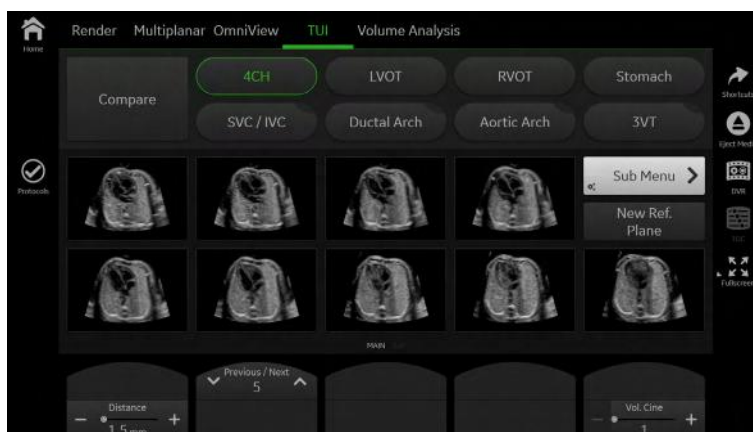 Home
Render Multiplanar OmniView TUI Volume Analysis
Compare
4CH LVOT RVOT Stomach
SVC / IVC Ductal Arch Aortic Arch 3VT
Shortcuts
Eject Media
Protocols
Sub Menu
DVR
New Ref.
Plane
Fullscreen
MAIN
Previous / Next
5
Distance
1.5 mm
Vol. Cine
1